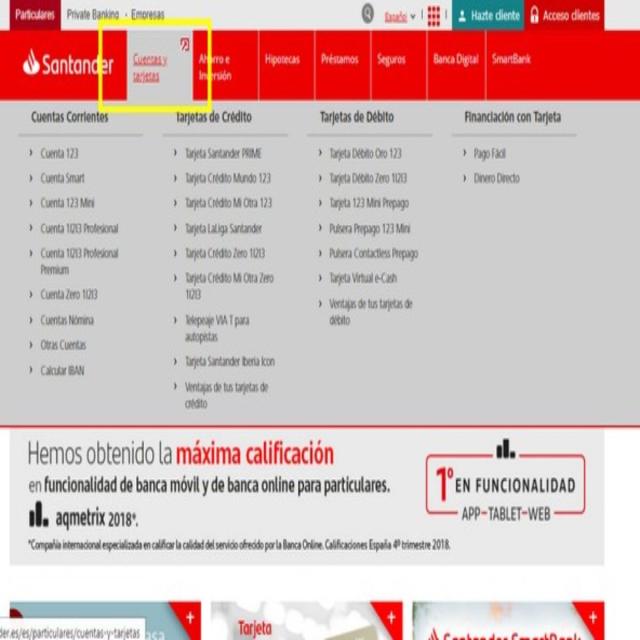 Particulares Private Banking Empresas Español Hazte cliente Acceso clientes
Santander Cuentas y tarjetas Ahorro e Inversión Hipotecas Préstamos Seguros Banca Digital SmartBank
Cuentas Corrientes
Cuenta 123
Cuenta Smart
Cuenta 123 Mini
Cuenta 1|2|3 Profesional
Cuenta 1|2|3 Profesional
Premium
Cuenta Zero 1|2|3
Cuentas Nómina
Otras Cuentas
Calcular IBAN
Tarjetas de Crédito
Tarjeta Santander PRIME
Tarjeta Crédito Mundo 123
Tarjeta Crédito Mi Otra 123
Tarjeta LaLiga Santander
Tarjeta Crédito Zero 1|2|3
Tarjeta Crédito Mi Otra Zero
1|2|3
Telepeaje VIA T para
autopistas
Tarjeta Santander Iberia Icon
Ventajas de tus tarjetas de
crédito
Tarjetas de Débito
Tarjeta Débito Oro 123
Tarjeta Débito Zero 1|2|3
Tarjeta 123 Mini Prepago
Pulsera Prepago 123 Mini
Pulsera Contactless Prepago
Tarjeta Virtual e-Cash
Ventajas de tus tarjetas de
débito
Financiación con Tarjeta
Pago Fácil
Dinero Directo
Hemos obtenido la máxima calificación
en funcionalidad de banca móvil y de banca online para particulares.
aqmetrix 2018*.
*Compañía internacional especializada en calificar la calidad del servicio ofrecido por la Banca Online. Calificaciones España 4º trimestre 2018.
1º EN FUNCIONALIDAD
APP-TABLET-WEB
der.es/es/particulares/cuentas-y-tarjetas
Tarjeta
Santander SmartBank